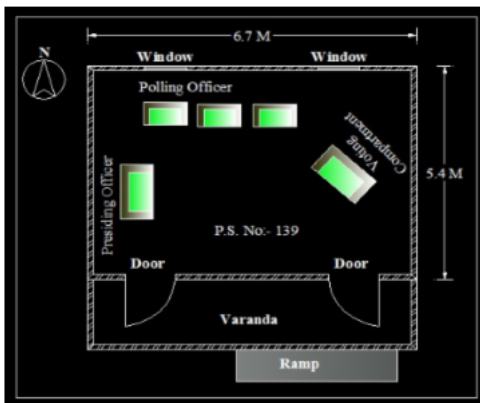 6.7 M
N
Window
Window
Polling Officer
Voting
Compartment
5.4 M
Presiding Officer
P.S. No:- 139
Door
Door
Varanda
Ramp